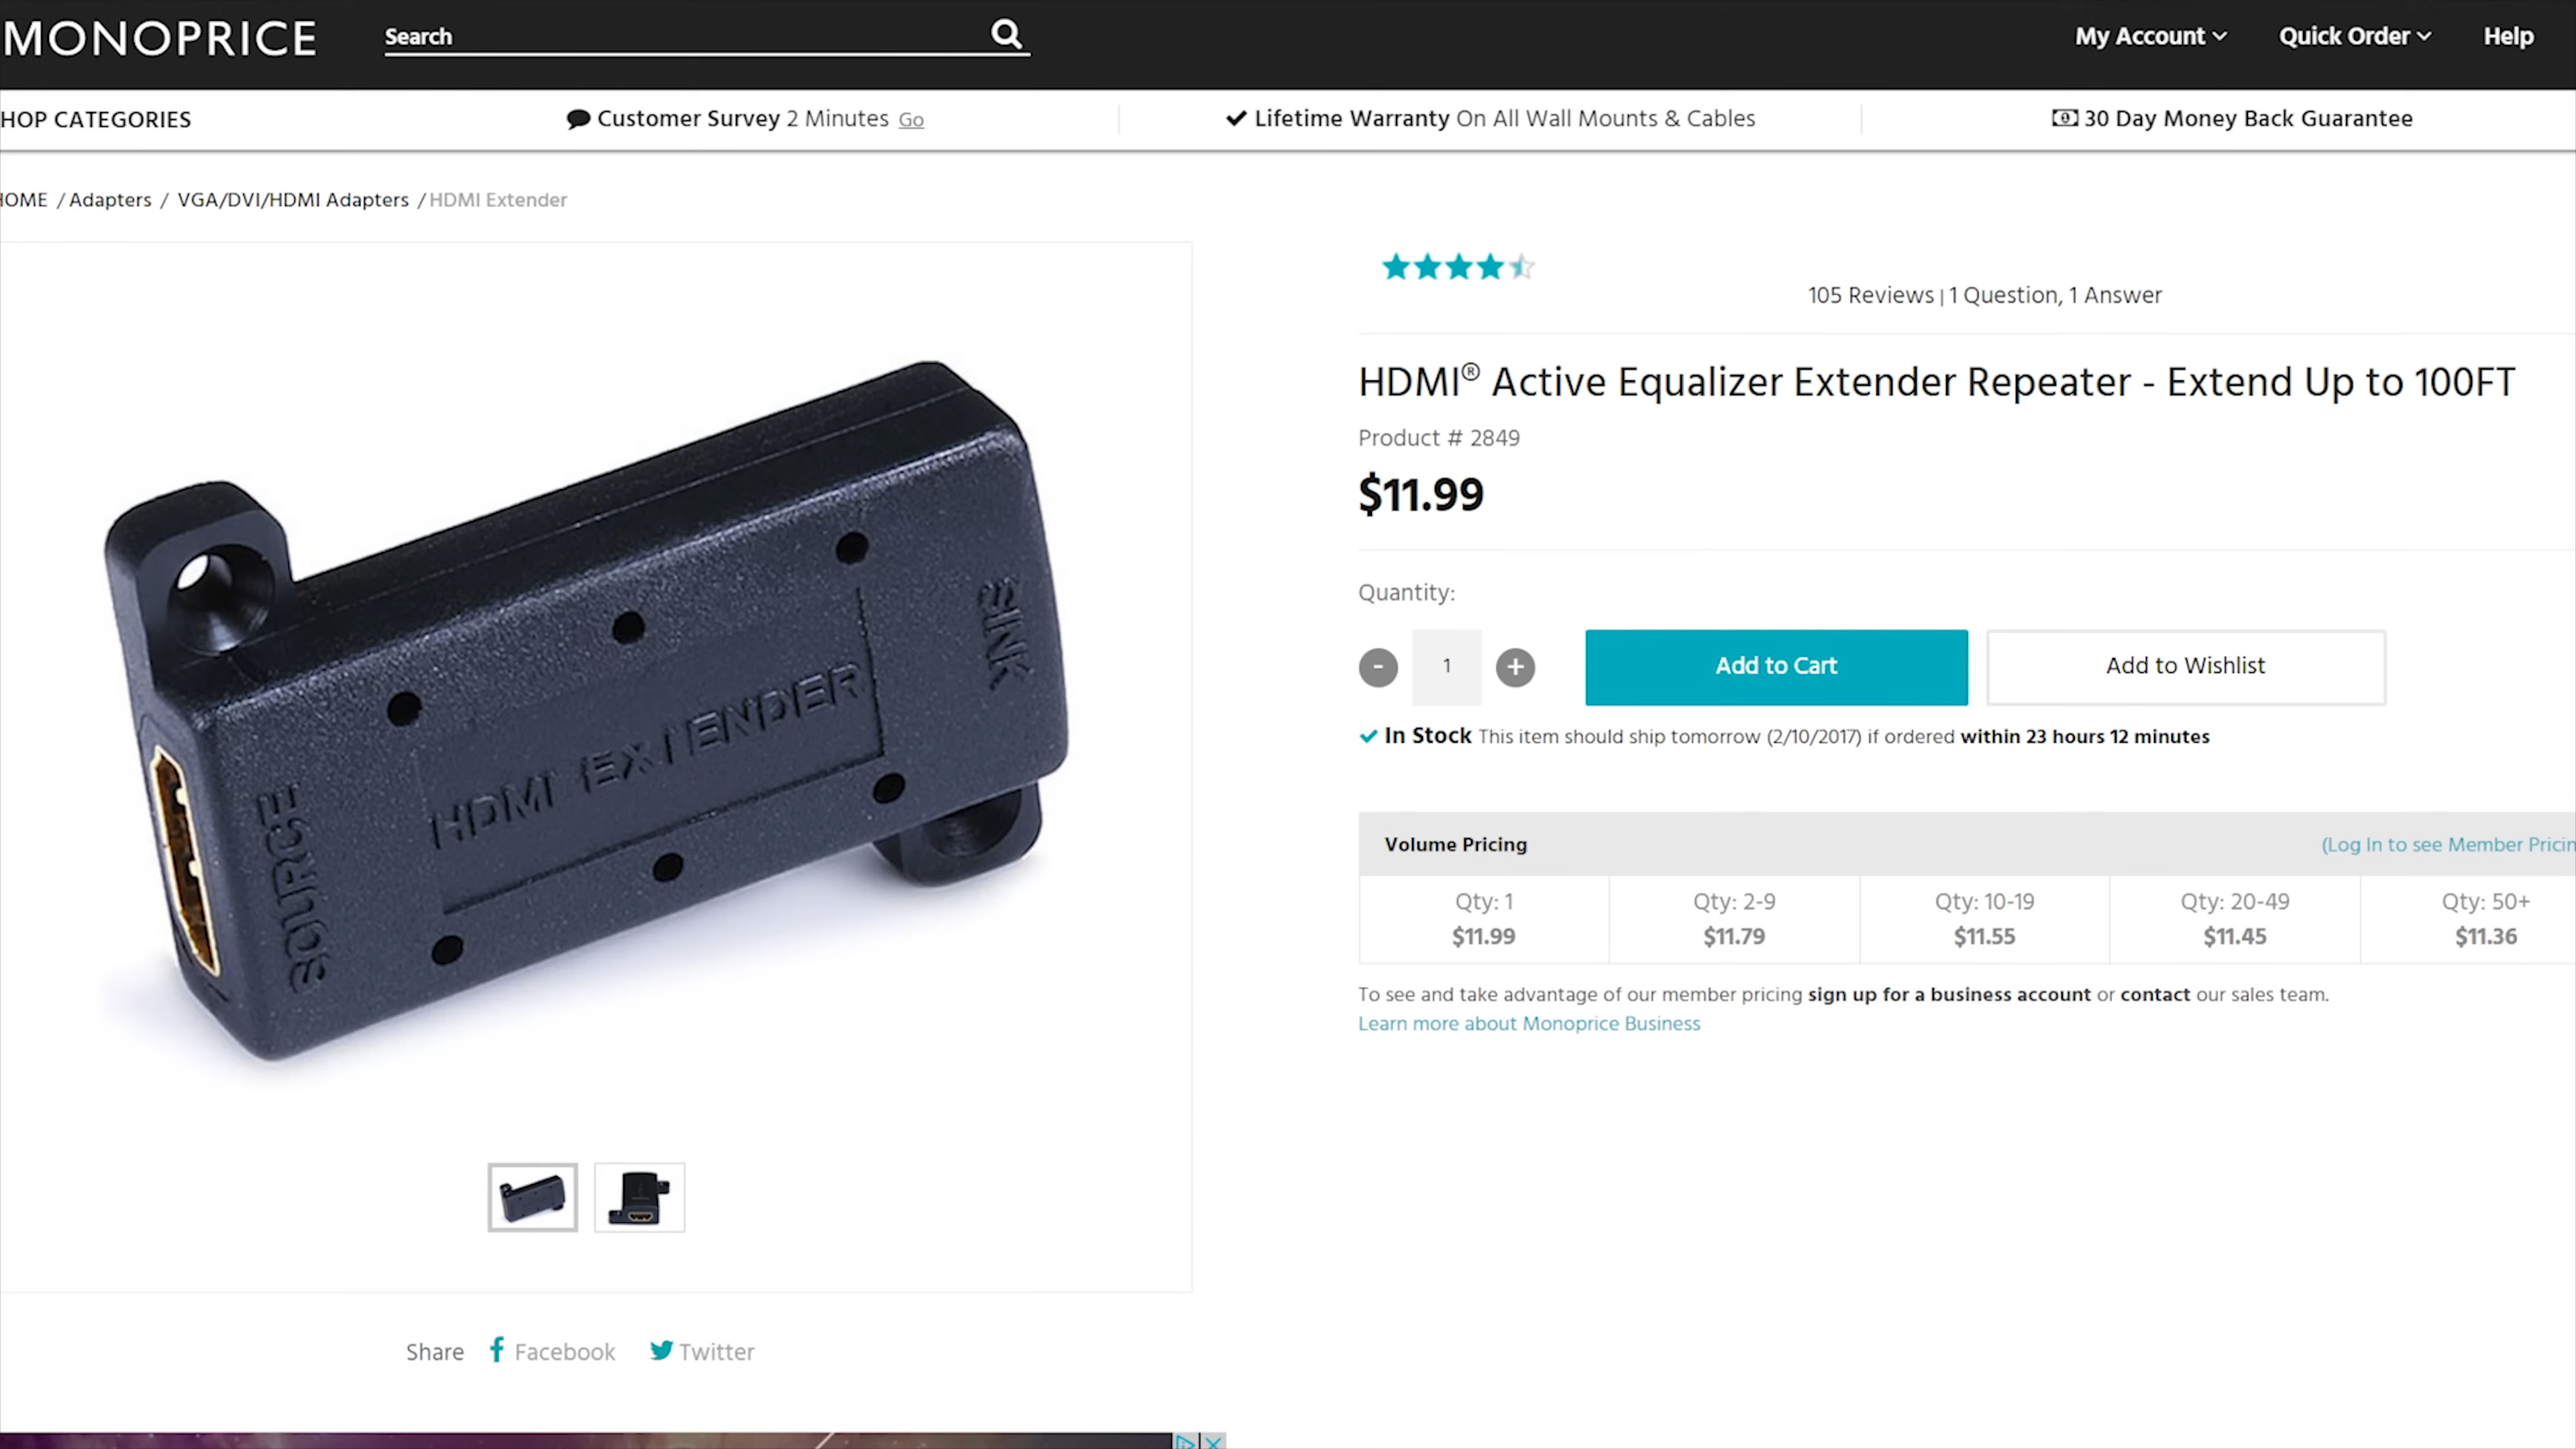 MONOPRICE
Search
My Account
Quick Order
Help
HOP CATEGORIES
Customer Survey 2 Minutes Go
Lifetime Warranty On All Wall Mounts & Cables
30 Day Money Back Guarantee
HOME / Adapters / VGA/DVI/HDMI Adapters / HDMI Extender
105 Reviews | 1 Question, 1 Answer
HDMI® Active Equalizer Extender Repeater - Extend Up to 100FT
Product # 2849
$11.99
Quantity:
- 1 +
Add to Cart
Add to Wishlist
In Stock This item should ship tomorrow (2/10/2017) if ordered within 23 hours 12 minutes
Volume Pricing
(Log In to see Member Pricin
Qty: 1
$11.99
Qty: 2-9
$11.79
Qty: 10-19
$11.55
Qty: 20-49
$11.45
Qty: 50+
$11.36
To see and take advantage of our member pricing sign up for a business account or contact our sales team.
Learn more about Monoprice Business
SOURCE
HDMI EXTENDER
SINK
Share
Facebook
Twitter